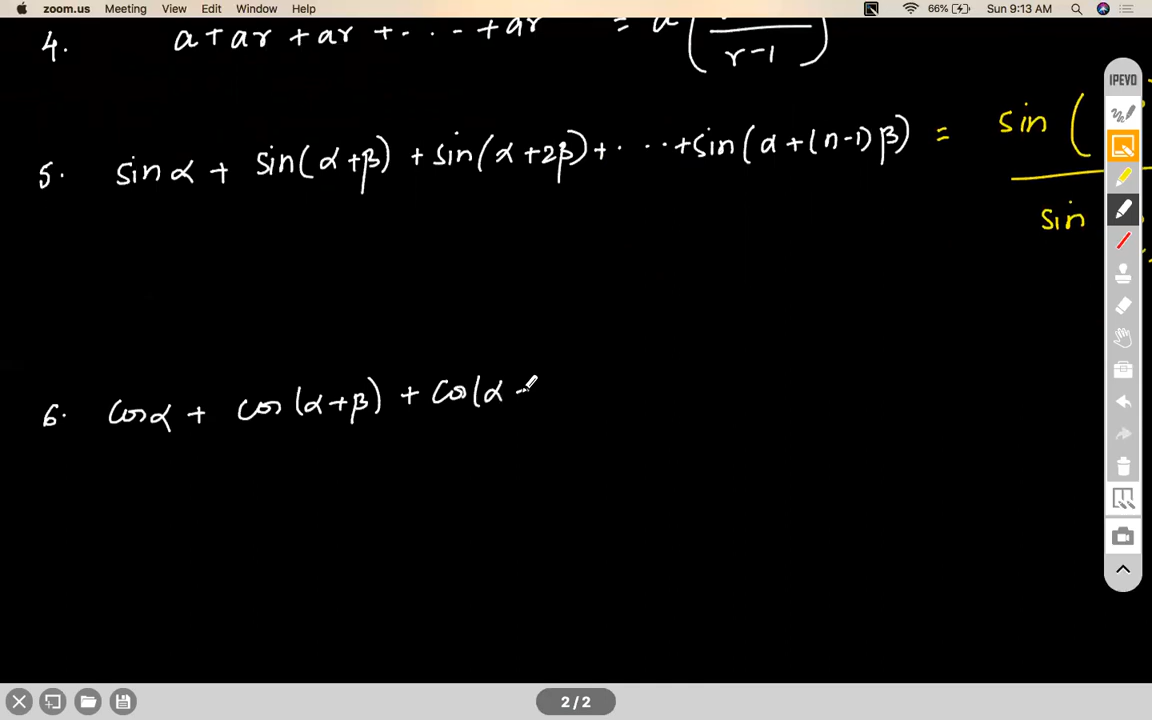 zoom.us Meeting View Edit Window Help 66% Sun 9:13 AM
4. a + ar + ar + . . . + ar = a ( r-1 )
IPEVO
5. sin α + sin(α+β) + sin(α+2β) + . . . + sin(α+(n-1)β) = sin (
sin
6. cosα + cos(α+β) + cos(α
2/2